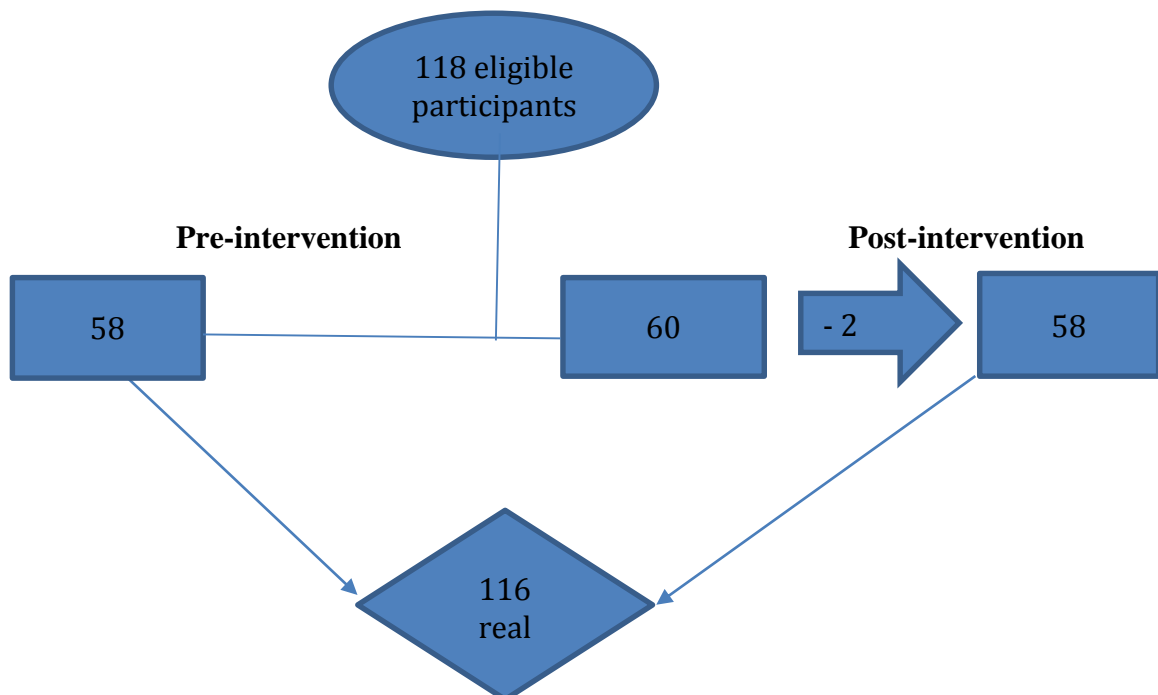 118 eligible
participants
Pre-intervention
Post-intervention
58
60
- 2
58
116
real